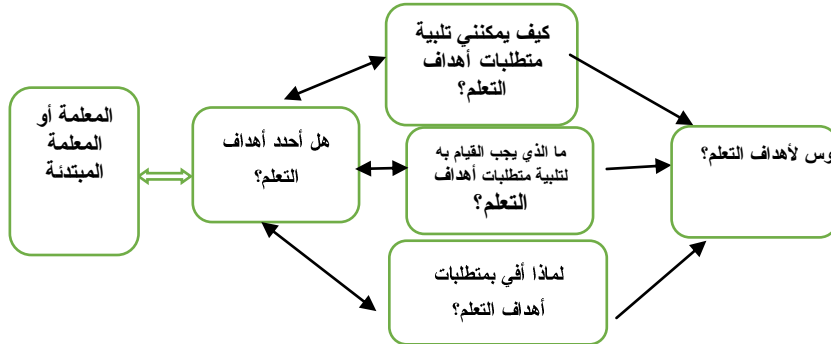 المعلمة أو
المعلمة
المبتدئة
هل أحدد أهداف
التعلم؟
كيف يمكنني تلبية
متطلبات أهداف
التعلم؟
ما الذي يجب القيام به
لتلبية متطلبات أهداف
التعلم؟
لماذا أفي بمتطلبات
أهداف التعلم؟
لأهداف التعلم؟